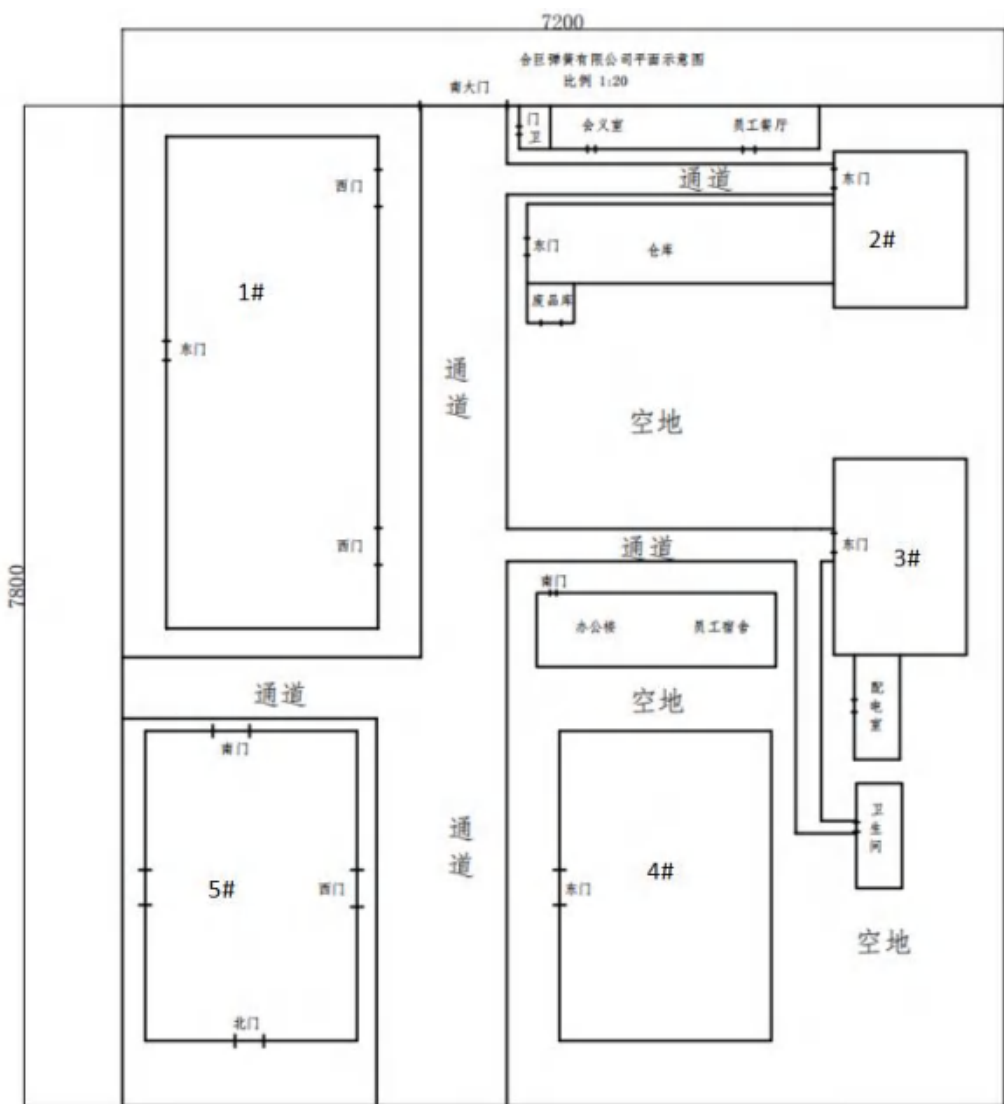 7200
合巨弹簧有限公司平面示意图
比例 1:20
南大门
门卫
会义室
员工餐厅
通道
东门
2#
西门
东门
仓库
1#
废品库
东门
通道
空地
西门
通道
东门
3#
7800
南门
办公楼
员工宿舍
通道
空地
配电室
南门
通道
卫生间
5#
西门
东门
4#
空地
北门